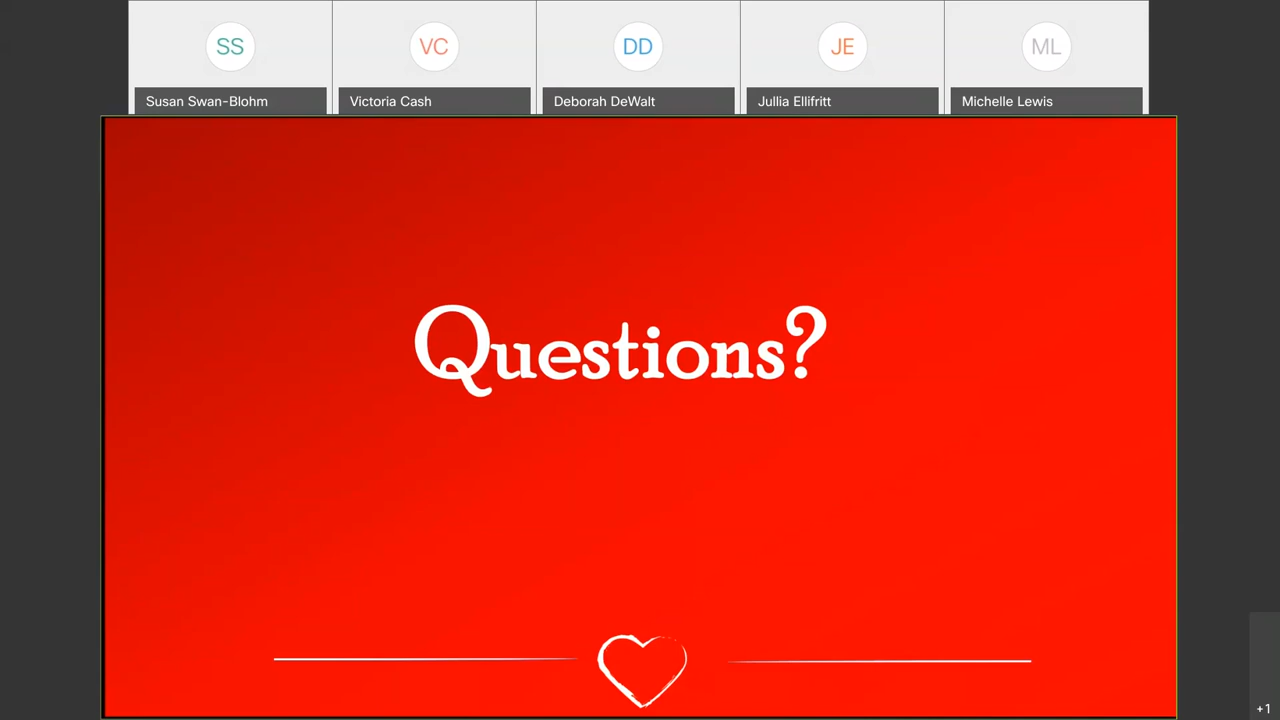 SS
VC
DD
JE
ML
Susan Swan-Blohm
Victoria Cash
Deborah DeWalt
Jullia Ellifritt
Michelle Lewis
Questions?
+1